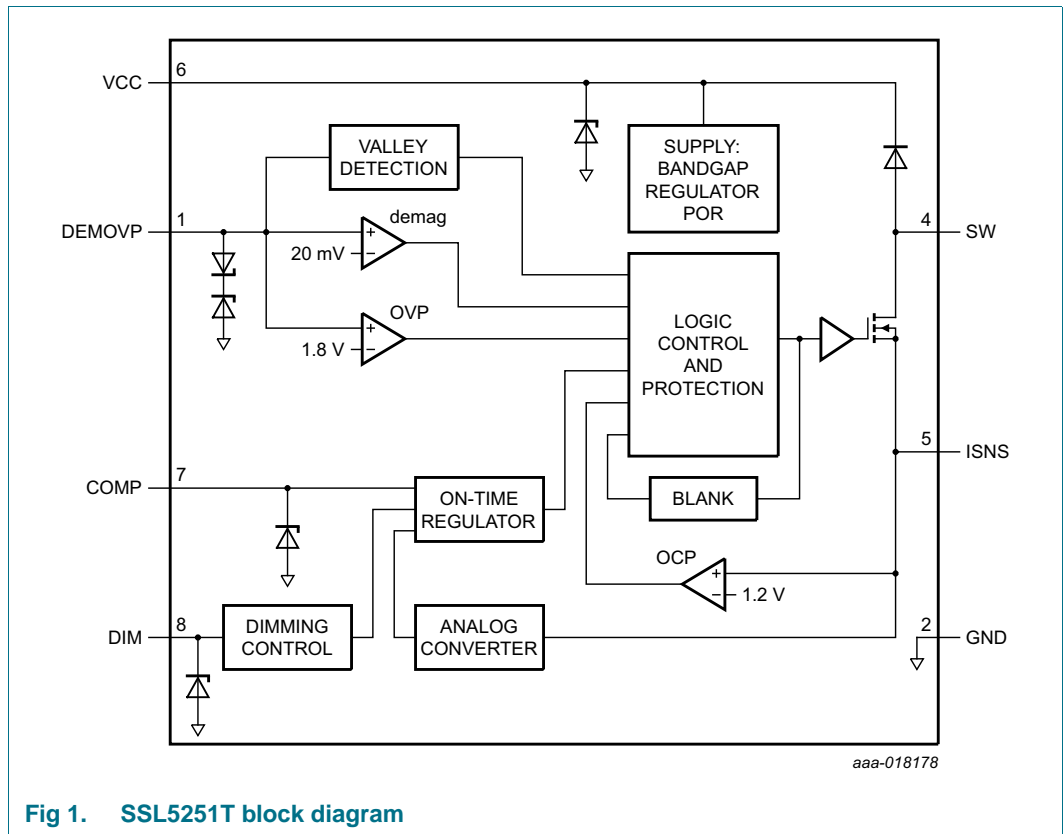 6
VCC
VALLEY
DETECTION
SUPPLY:
BANDGAP
REGULATOR
POR
1
DEMOVP
demag
+
20 mV
−
4
SW
OVP
+
1.8 V
−
LOGIC
CONTROL
AND
PROTECTION
5
ISNS
7
COMP
ON-TIME
REGULATOR
BLANK
OCP
+
−
1.2 V
8
DIM
DIMMING
CONTROL
ANALOG
CONVERTER
2
GND
aaa-018178
Fig 1. SSL5251T block diagram